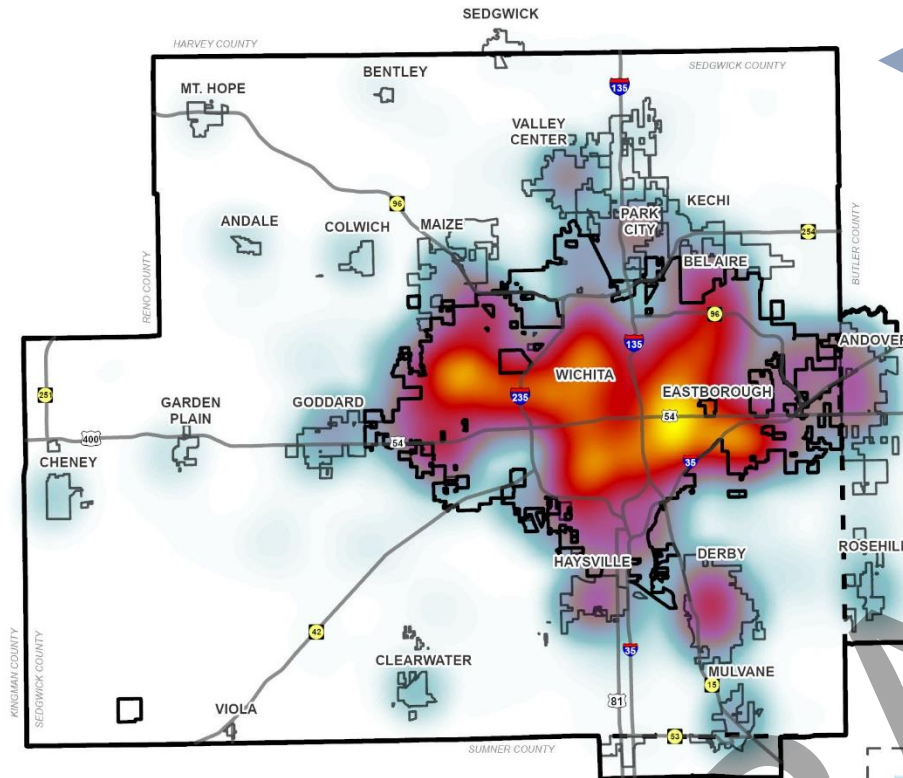 SEDGWICK
HARVEY COUNTY
SEDGWICK COUNTY
BENTLEY
MT. HOPE
135
VALLEY
CENTER
96
KECHI
PARK
CITY
ANDALE
COLWICH
MAIZE
254
BEL AIRE
BUTLER COUNTY
RENO COUNTY
96
135
ANDOVER
WICHITA
EASTBOROUGH
251
235
GARDEN
PLAIN
GODDARD
54
400
54
CHENEY
35
HAYSVILLE
DERBY
42
35
CLEARWATER
MULVANE
15
KINGMAN COUNTY
SEDGWICK COUNTY
81
VIOLA
53
SUMNER COUNTY